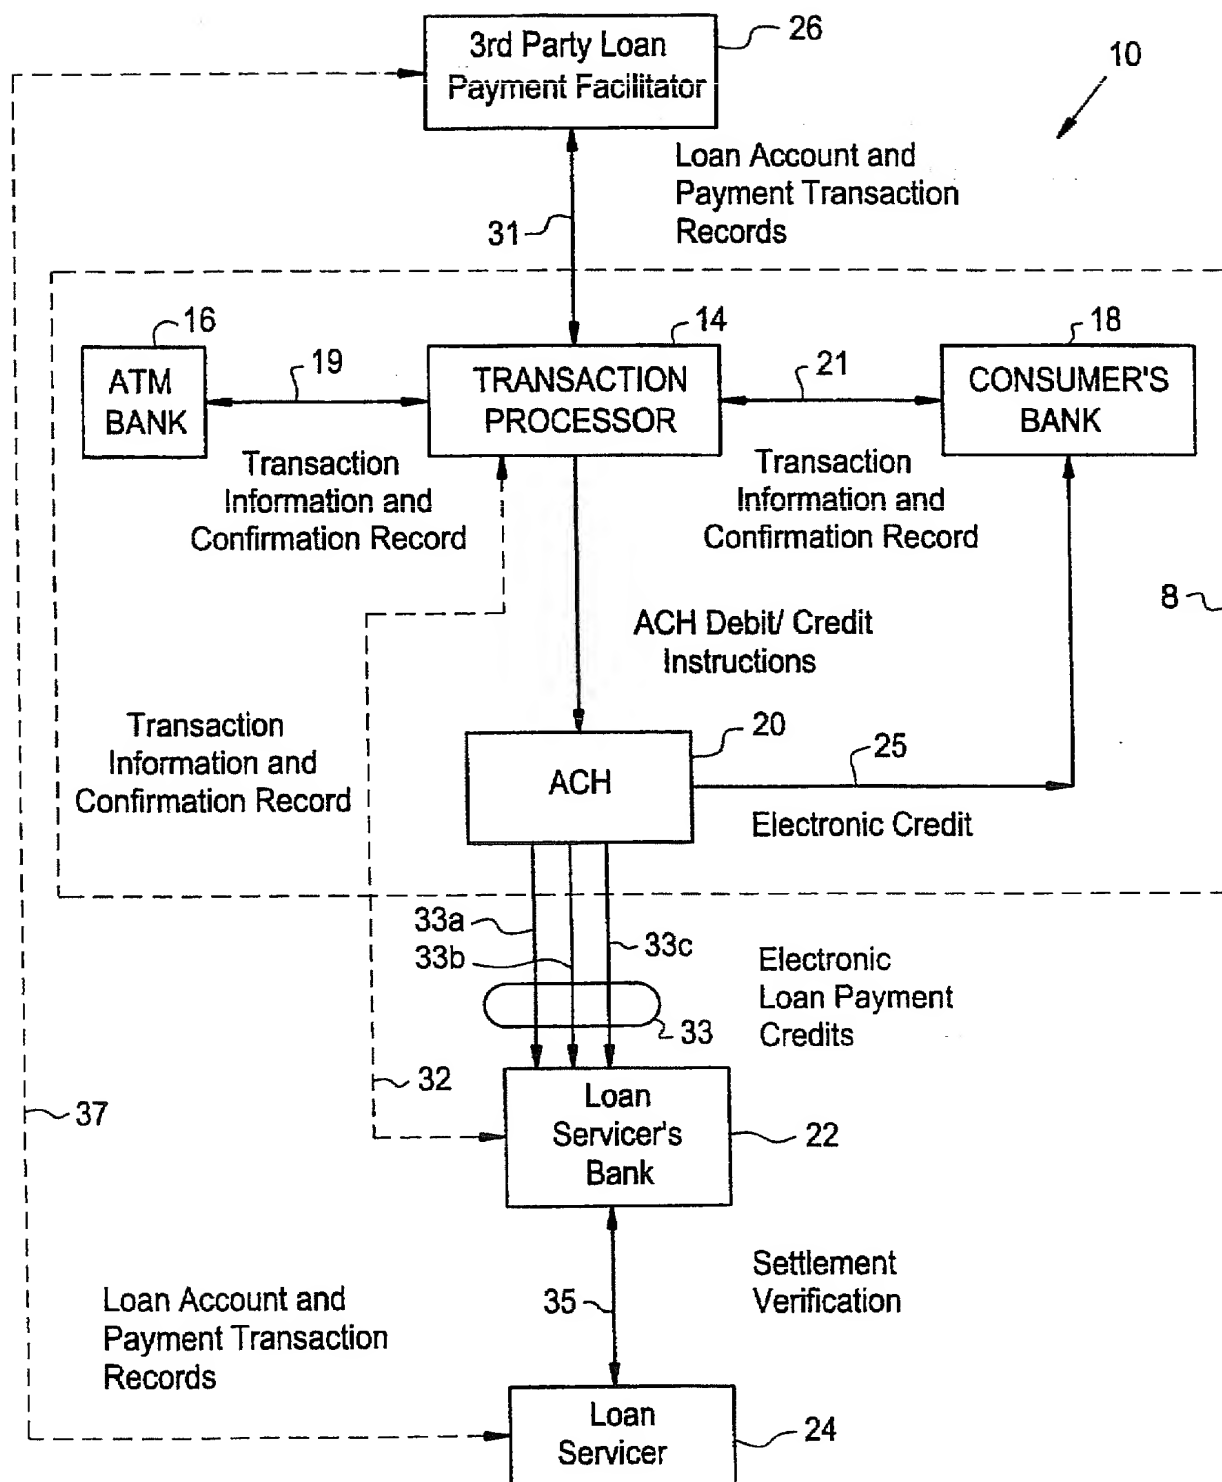 3rd Party Loan
Payment Facilitator
26
10
Loan Account and
Payment Transaction
Records
31
16
ATM
BANK
19
Transaction
Information and
Confirmation Record
14
TRANSACTION
PROCESSOR
21
Transaction
Information and
Confirmation Record
18
CONSUMER'S
BANK
8
ACH Debit/ Credit
Instructions
Transaction
Information and
Confirmation Record
20
ACH
25
Electronic Credit
33a
33b
33c
33
Electronic
Loan Payment
Credits
32
37
Loan
Servicer's
Bank
22
35
Settlement
Verification
Loan Account and
Payment Transaction
Records
Loan
Servicer
24